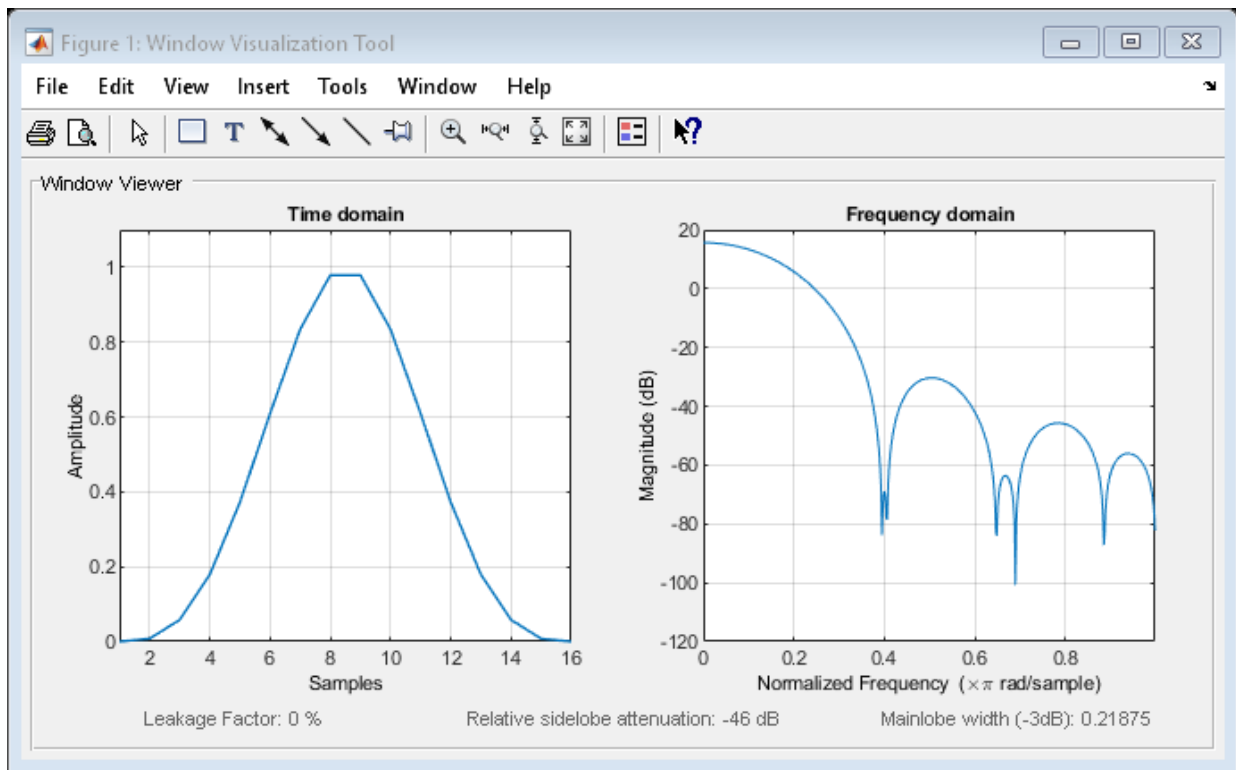 Figure 1: Window Visualization Tool
File Edit View Insert Tools Window Help
T
?
Window Viewer
Time domain
1
0.8
0.6
0.4
0.2
0
Amplitude
2 4 6 8 10 12 14 16
Samples
Frequency domain
20
0
-20
-40
-60
-80
-100
-120
Magnitude (dB)
0 0.2 0.4 0.6 0.8
Normalized Frequency (×π rad/sample)
Leakage Factor: 0 % Relative sidelobe attenuation: -46 dB Mainlobe width (-3dB): 0.21875